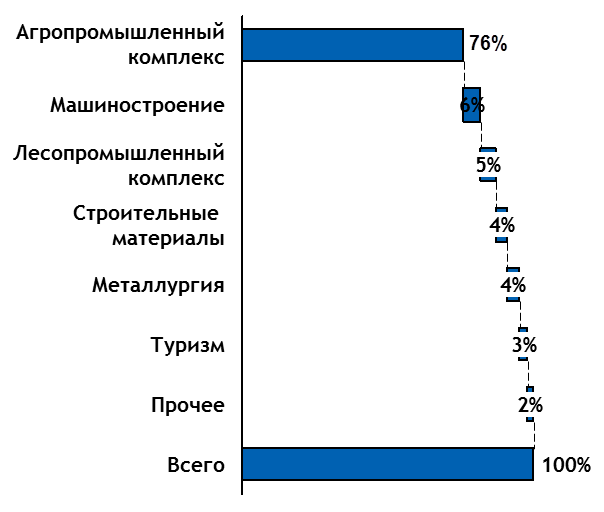 Агропромышленный
комплекс
76%
Машиностроение
6%
Лесопромышленный
комплекс
5%
Строительные
материалы
4%
Металлургия
4%
Туризм
3%
Прочее
2%
Всего
100%